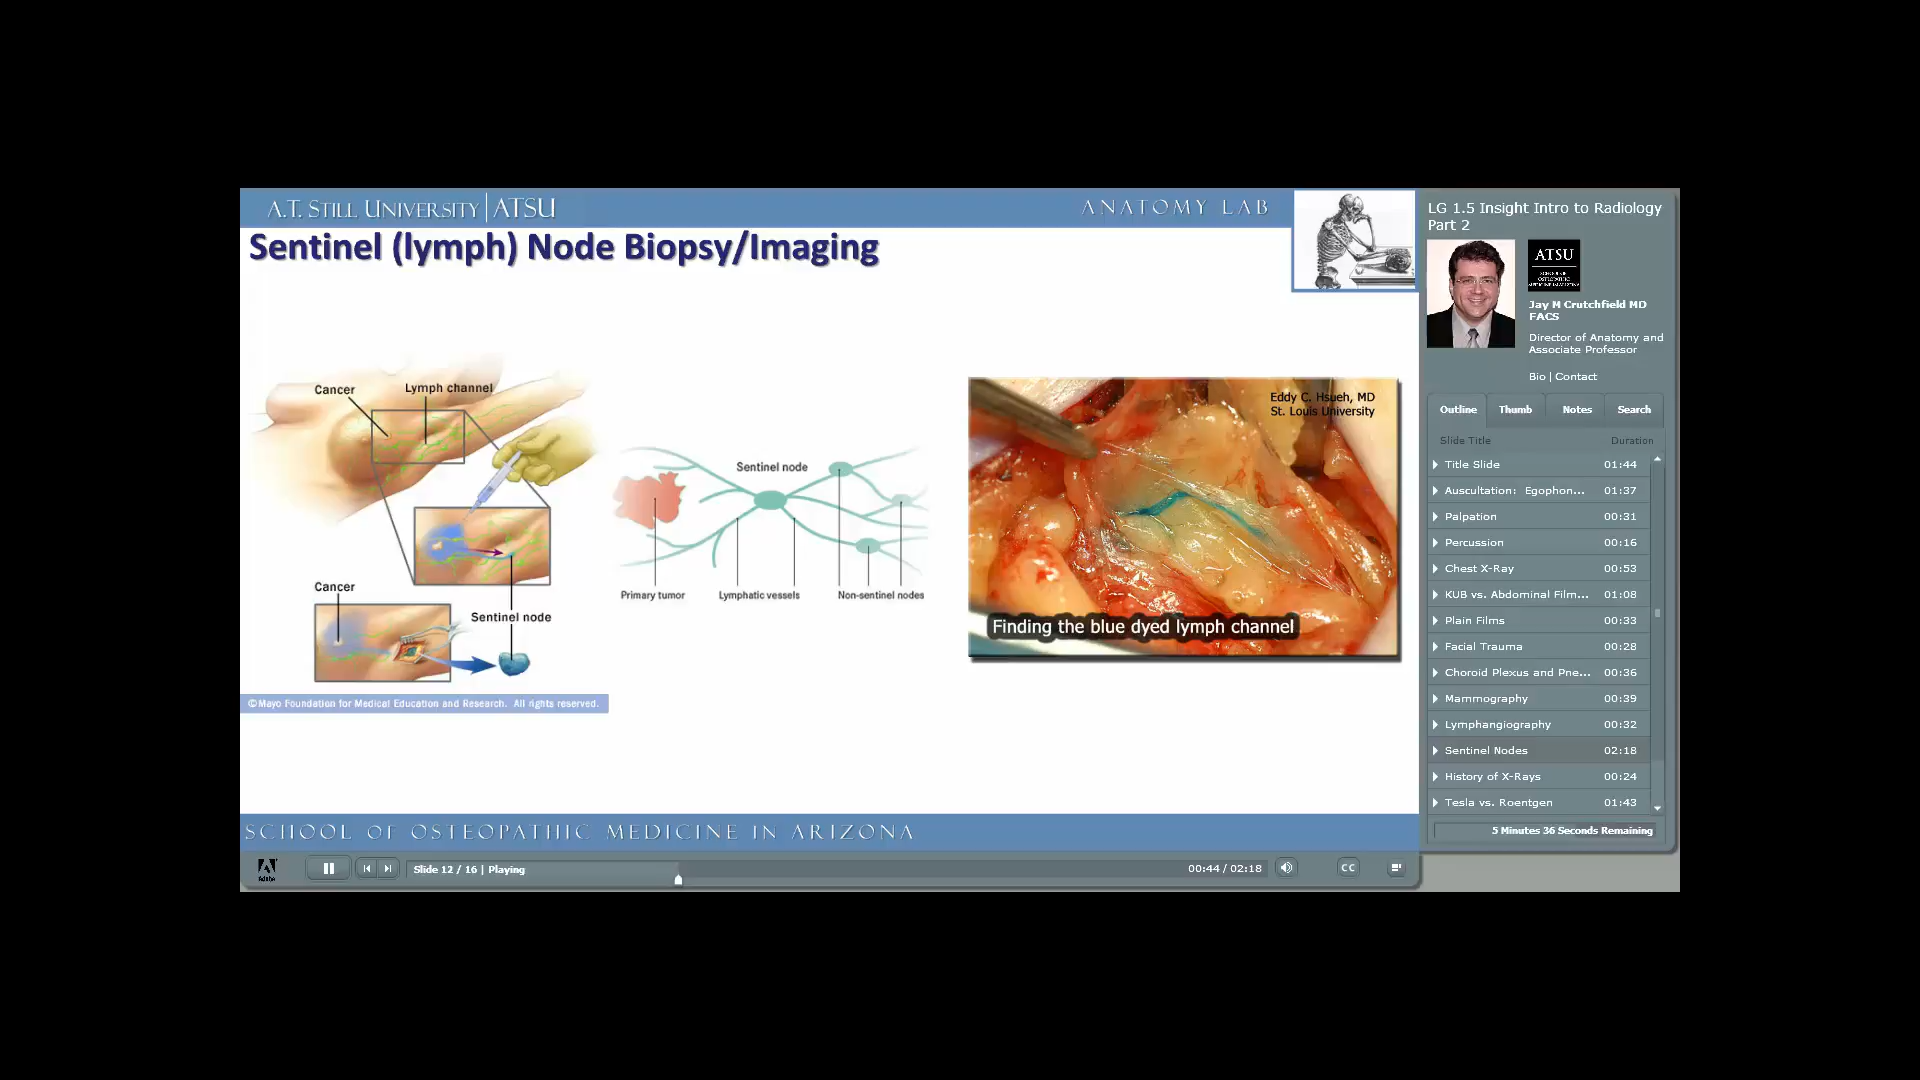 A.T. STILL UNIVERSITY | ATSU
ANATOMY LAB
Sentinel (lymph) Node Biopsy/Imaging
Cancer
Lymph channel
Cancer
Sentinel node
©Mayo Foundation for Medical Education and Research. All rights reserved.
Sentinel node
Primary tumor
Lymphatic vessels
Non-sentinel nodes
Eddy C. Hsueh, MD
St. Louis University
Finding the blue dyed lymph channel
SCHOOL OF OSTEOPATHIC MEDICINE IN ARIZONA
Adobe
Slide 12 / 16 | Playing
00:44 / 02:18
CC
LG 1.5 Insight Intro to Radiology
Part 2
ATSU
SCHOOL OF
OSTEOPATHIC
MEDICINE IN ARIZONA
Jay M Crutchfield MD
FACS
Director of Anatomy and
Associate Professor
Bio | Contact
Outline Thumb Notes Search
Slide Title Duration
Title Slide 01:44
Auscultation: Egophon... 01:37
Palpation 00:31
Percussion 00:16
Chest X-Ray 00:53
KUB vs. Abdominal Film... 01:08
Plain Films 00:33
Facial Trauma 00:28
Choroid Plexus and Pne... 00:36
Mammography 00:39
Lymphangiography 00:32
Sentinel Nodes 02:18
History of X-Rays 00:24
Tesla vs. Roentgen 01:43
5 Minutes 36 Seconds Remaining